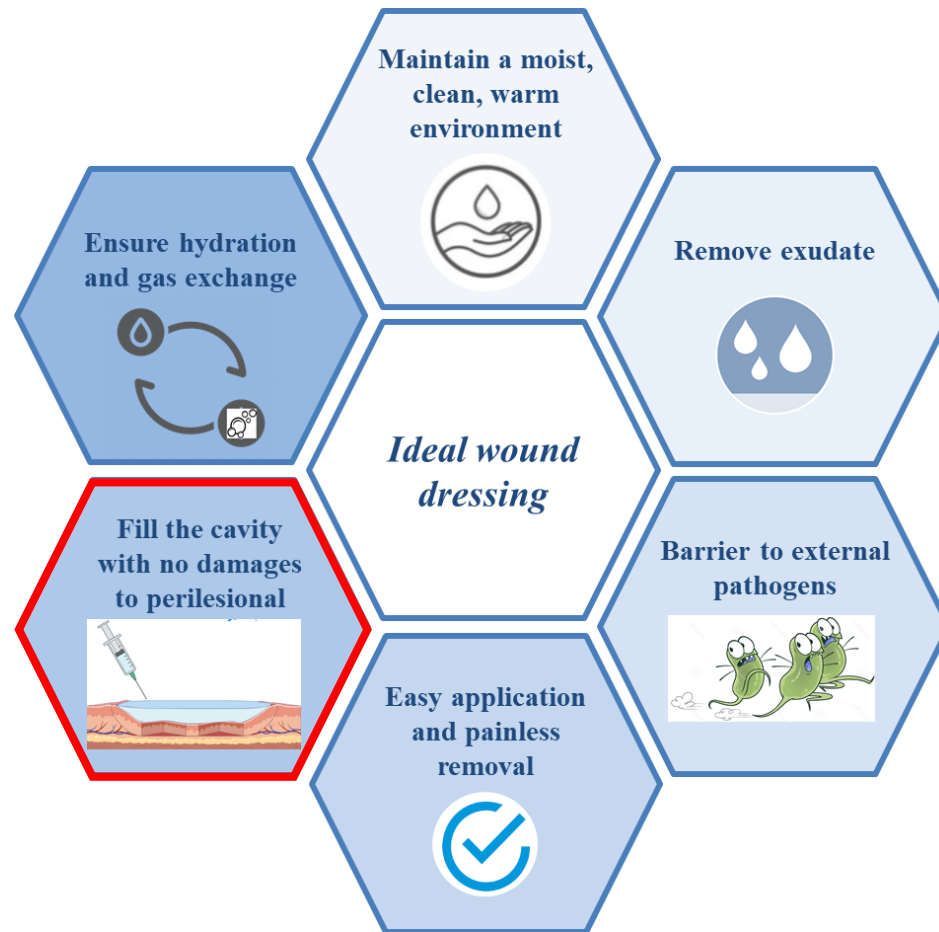 Maintain a moist,
clean, warm
environment
Ensure hydration
and gas exchange
Remove exudate
Ideal wound
dressing
Fill the cavity
with no damages
to perilesional
Barrier to external
pathogens
Easy application
and painless
removal